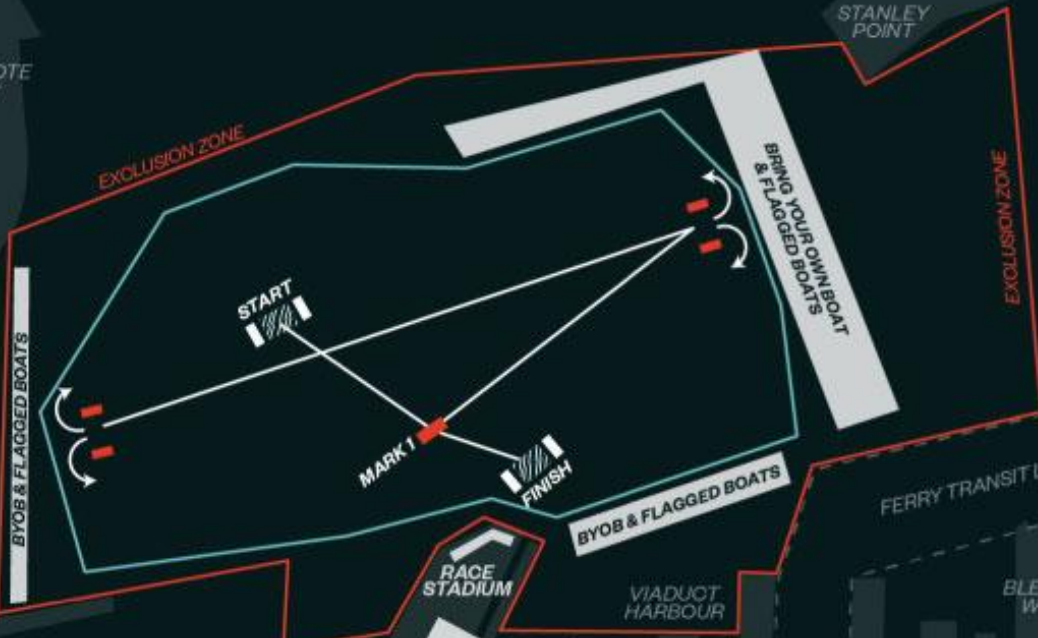 STANLEY
POINT
EXCLUSION ZONE
BRING YOUR OWN BOAT
& FLAGGED BOATS
EXCLUSION ZONE
START
BYOB & FLAGGED BOATS
MARK 1
FINISH
BYOB & FLAGGED BOATS
FERRY TRANSIT
RACE
STADIUM
VIADUCT
HARBOUR